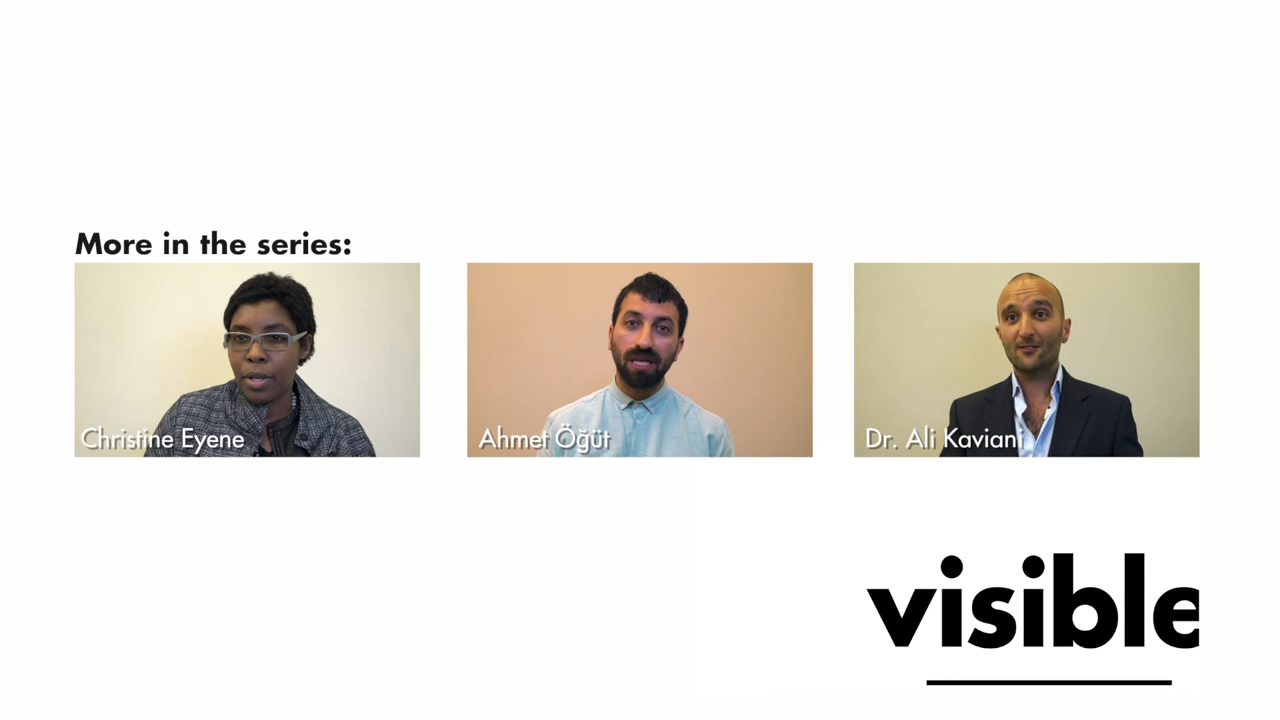 More in the series:
Christine Eyene
Ahmet Öğüt
Dr. Ali Kaviani
visible